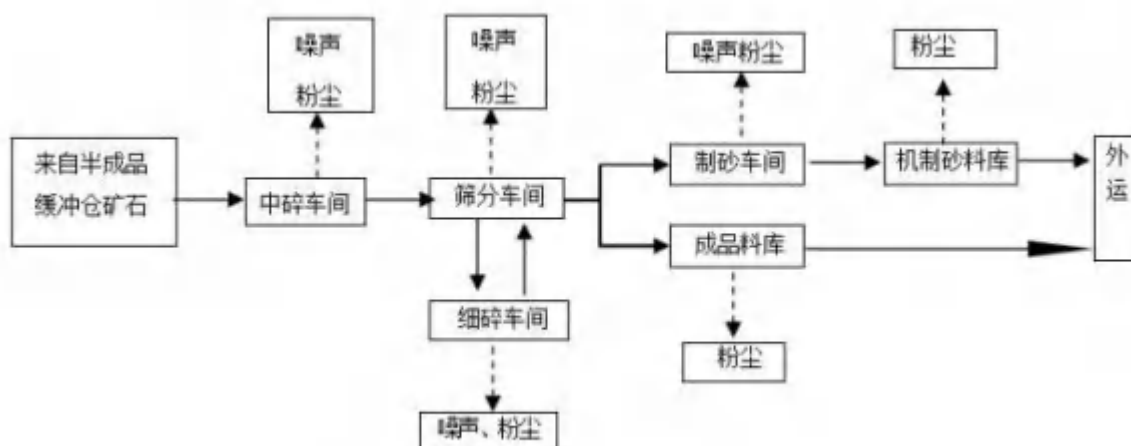 噪声
粉尘
噪声
粉尘
噪声粉尘
粉尘
来自半成品
缓冲仓矿石
中碎车间
筛分车间
制砂车间
机制砂料库
外
运
成品料库
细碎车间
粉尘
噪声、粉尘